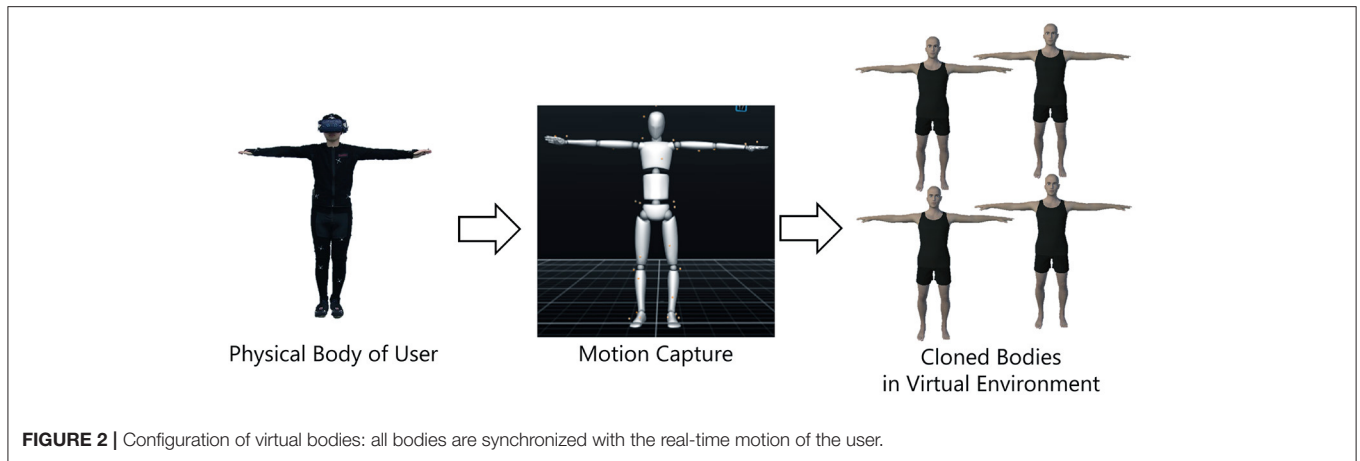 Physical Body of User
Motion Capture
Cloned Bodies
in Virtual Environment
FIGURE 2 | Configuration of virtual bodies: all bodies are synchronized with the real-time motion of the user.